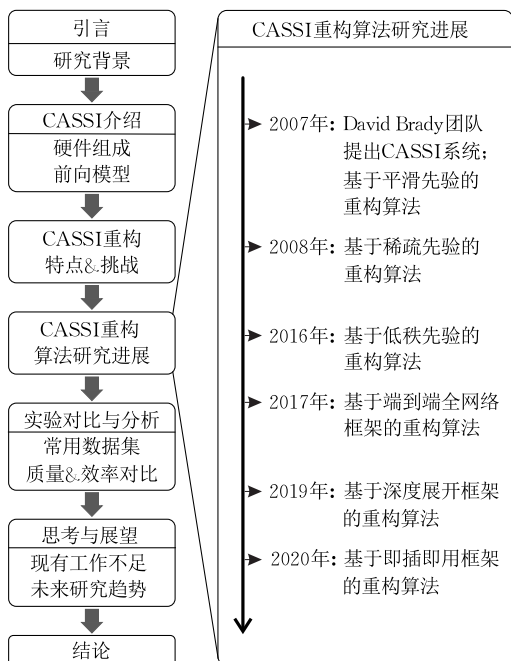 引言
研究背景
CASSI介绍
硬件组成
前向模型
CASSI重构
特点&挑战
CASSI重构
算法研究进展
实验对比与分析
常用数据集
质量&效率对比
思考与展望
现有工作不足
未来研究趋势
结论
CASSI重构算法研究进展
2007年: David Brady团队
提出CASSI系统;
基于平滑先验的
重构算法
2008年: 基于稀疏先验的
重构算法
2016年: 基于低秩先验的
重构算法
2017年: 基于端到端全网络
框架的重构算法
2019年: 基于深度展开框架
的重构算法
2020年: 基于即插即用框架
的重构算法